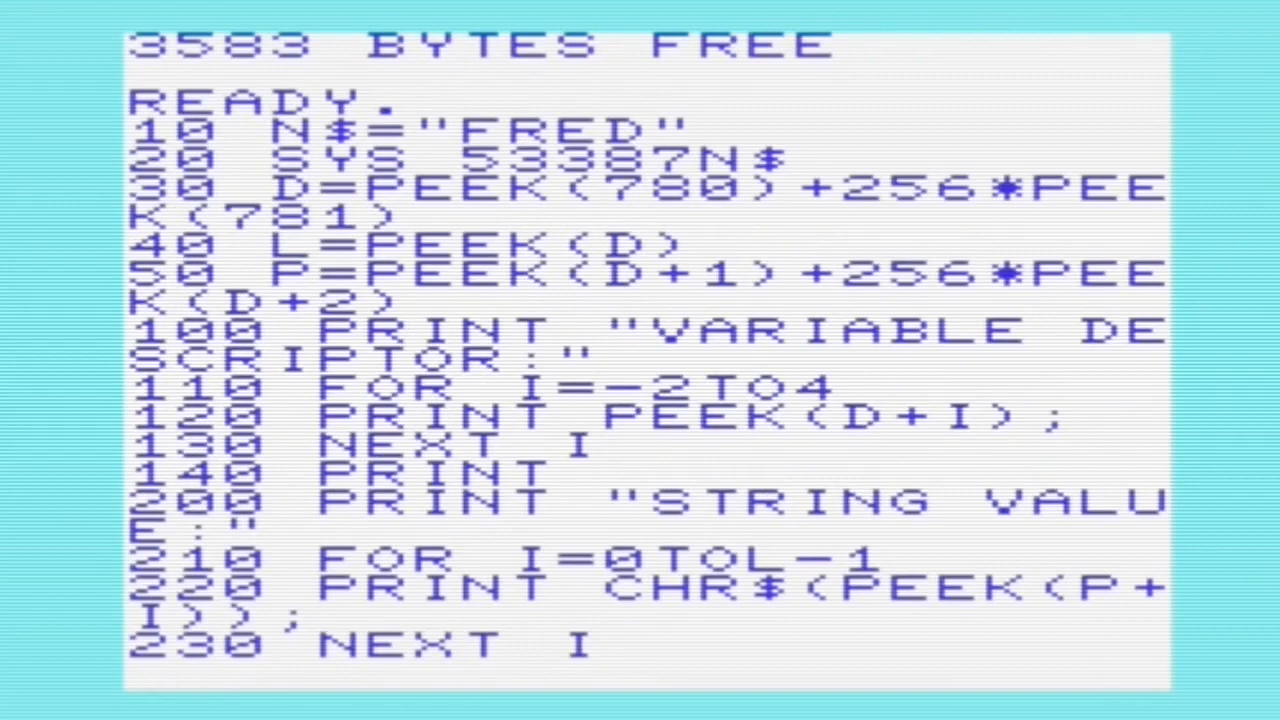 3583 BYTES FREE
READY.
10 N$="FRED"
20 SYS 53387N$
30 D=PEEK(780)+256*PEE
K(781)
40 L=PEEK(D)
50 P=PEEK(D+1)+256*PEE
K(D+2)
100 PRINT "VARIABLE DE
SCRIPTOR:"
110 FOR I=-2TO4
120 PRINT PEEK(D+I);
130 NEXT I
140 PRINT
200 PRINT "STRING VALU
E:"
210 FOR I=0TOL-1
220 PRINT CHR$(PEEK(P+
I));
230 NEXT I